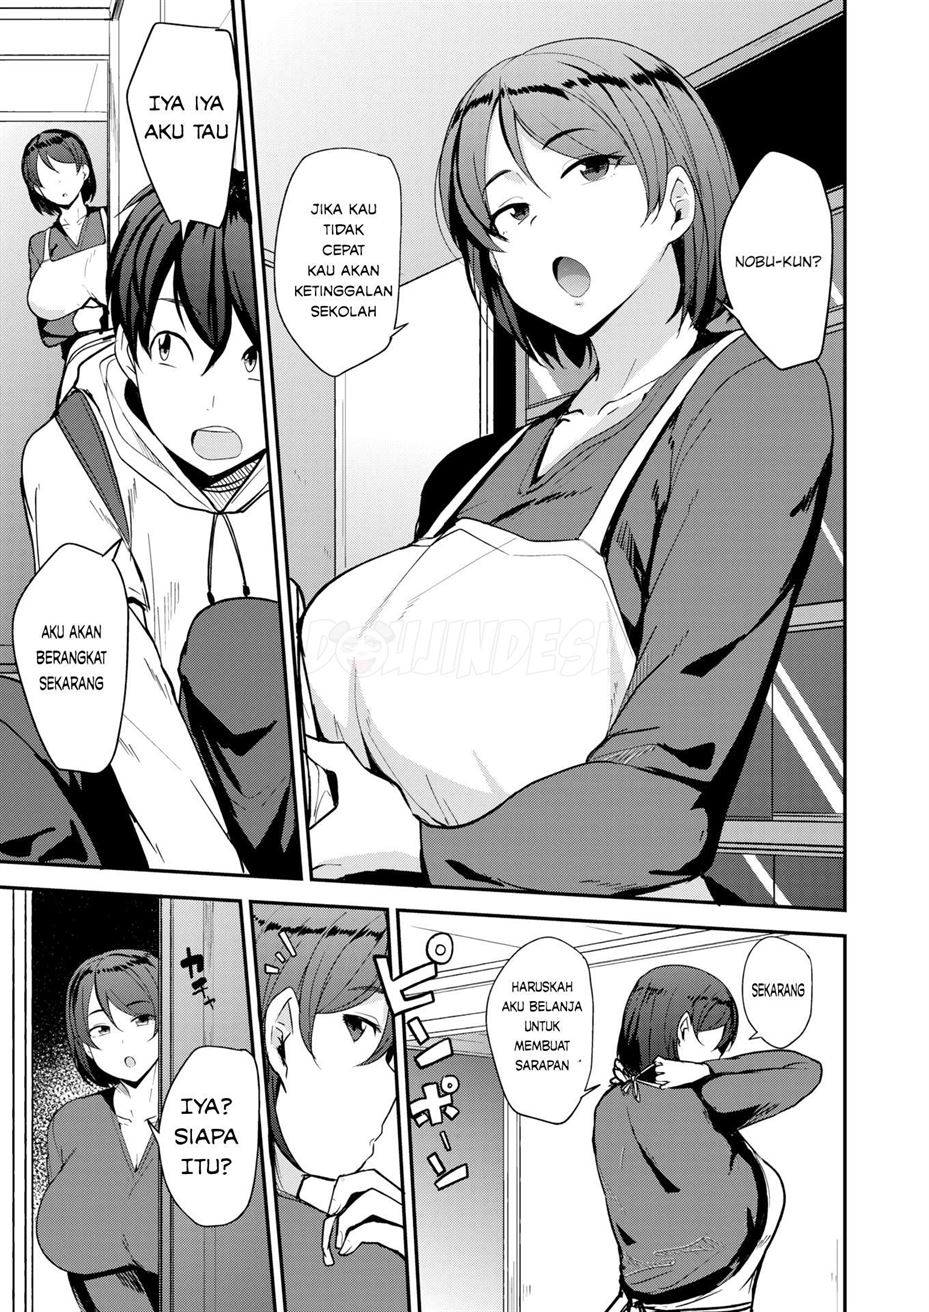 NOBU-KUN?
JIKA KAU
TIDAK
CEPAT
KAU AKAN
KETINGGALAN
SEKOLAH
IYA IYA
AKU TAU
AKU AKAN
BERANGKAT
SEKARANG
SEKARANG
HARUSKAH
AKU BELANJA
UNTUK
MEMBUAT
SARAPAN
ピーンポーン
IYA?
SIAPA
ITU?
カチャ